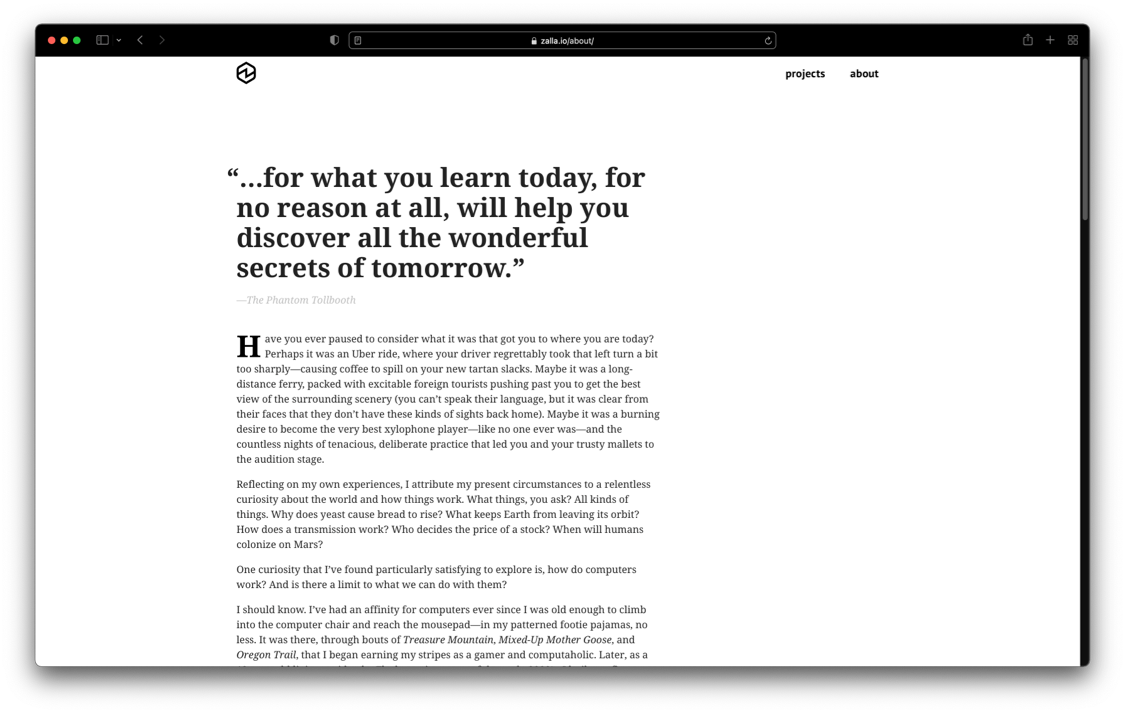 zalla.io/about/
projects about
“…for what you learn today, for
no reason at all, will help you
discover all the wonderful
secrets of tomorrow.”
—The Phantom Tollbooth
Have you ever paused to consider what it was that got you to where you are today?
Perhaps it was an Uber ride, where your driver regrettably took that left turn a bit
too sharply—causing coffee to spill on your new tartan slacks. Maybe it was a long-
distance ferry, packed with excitable foreign tourists pushing past you to get the best
view of the surrounding scenery (you can’t speak their language, but it was clear from
their faces that they don’t have these kinds of sights back home). Maybe it was a burning
desire to become the very best xylophone player—like no one ever was—and the
countless nights of tenacious, deliberate practice that led you and your trusty mallets to
the audition stage.
Reflecting on my own experiences, I attribute my present circumstances to a relentless
curiosity about the world and how things work. What things, you ask? All kinds of
things. Why does yeast cause bread to rise? What keeps Earth from leaving its orbit?
How does a transmission work? Who decides the price of a stock? When will humans
colonize on Mars?
One curiosity that I’ve found particularly satisfying to explore is, how do computers
work? And is there a limit to what we can do with them?
I should know. I’ve had an affinity for computers ever since I was old enough to climb
into the computer chair and reach the mousepad—in my patterned footie pajamas, no
less. It was there, through bouts of Treasure Mountain, Mixed-Up Mother Goose, and
Oregon Trail, that I began earning my stripes as a gamer and computaholic. Later, as a